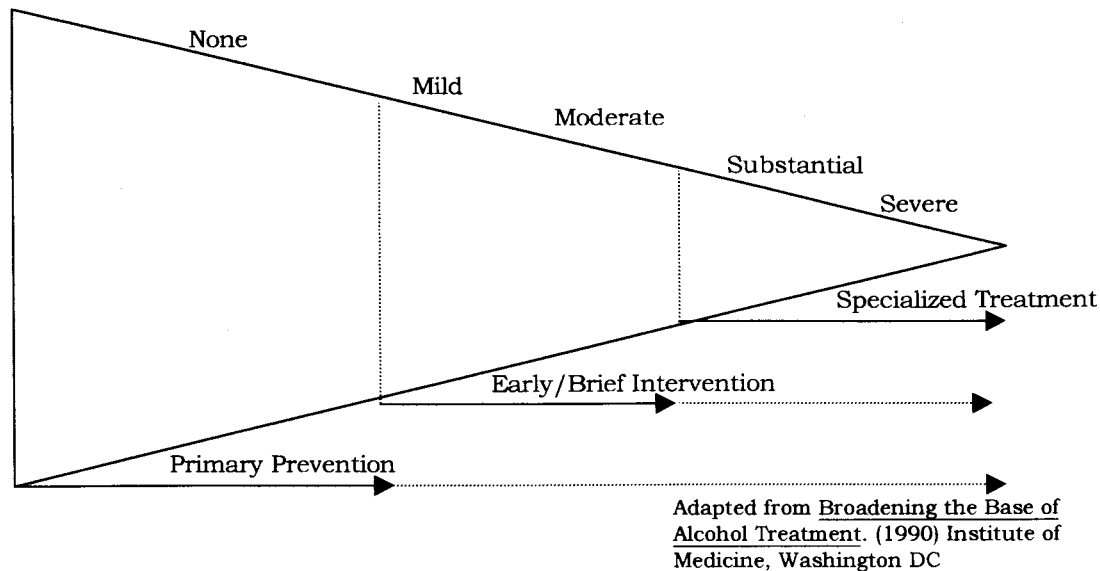 None
Mild
Moderate
Substantial
Severe
Specialized Treatment
Early/Brief Intervention
Primary Prevention
Adapted from Broadening the Base of
Alcohol Treatment. (1990) Institute of
Medicine, Washington DC